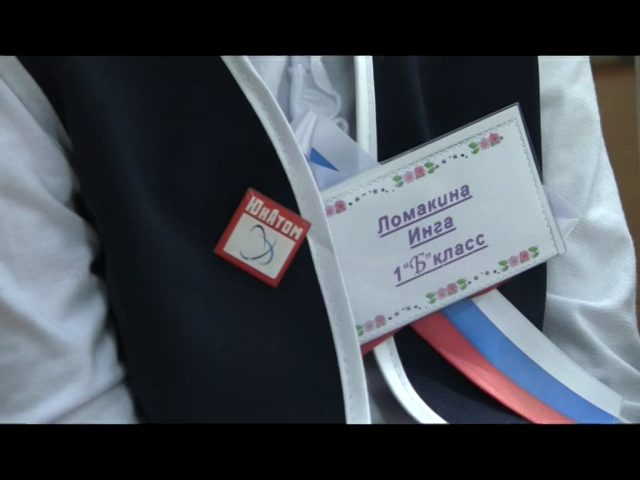 ЮнАтом
Ломакина
Инга
1"Б"класс